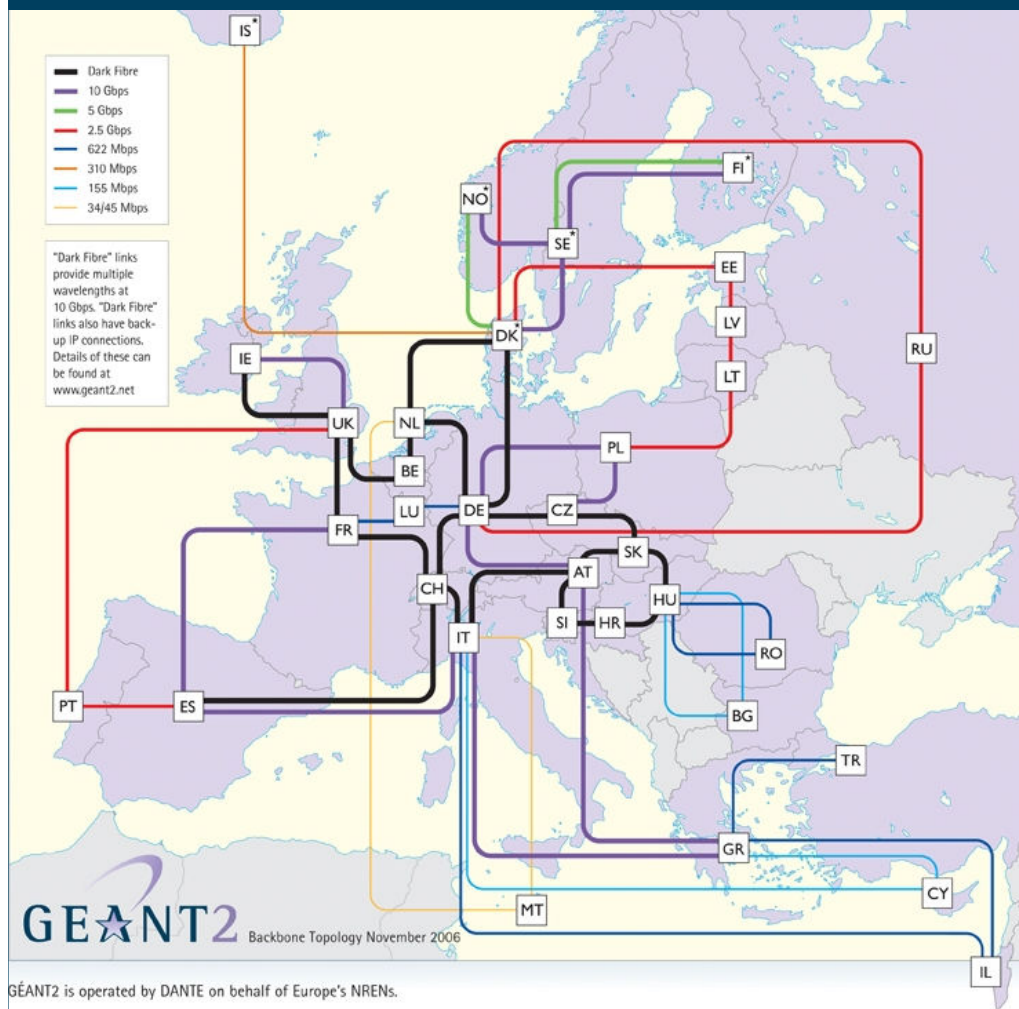 IS*
Dark Fibre
10 Gbps
5 Gbps
2.5 Gbps
622 Mbps
310 Mbps
155 Mbps
34/45 Mbps
"Dark Fibre" links
provide multiple
wavelengths at
10 Gbps. "Dark Fibre"
links also have back-
up IP connections.
Details of these can
be found at
www.geant2.net
FI*
NO*
SE*
EE
LV
DK*
RU
IE
LT
UK
NL
PL
BE
LU
DE
CZ
FR
SK
AT
CH
HU
SI
HR
IT
RO
PT
ES
BG
TR
GR
CY
MT
GEANT2
Backbone Topology November 2006
IL
GÉANT2 is operated by DANTE on behalf of Europe's NRENs.